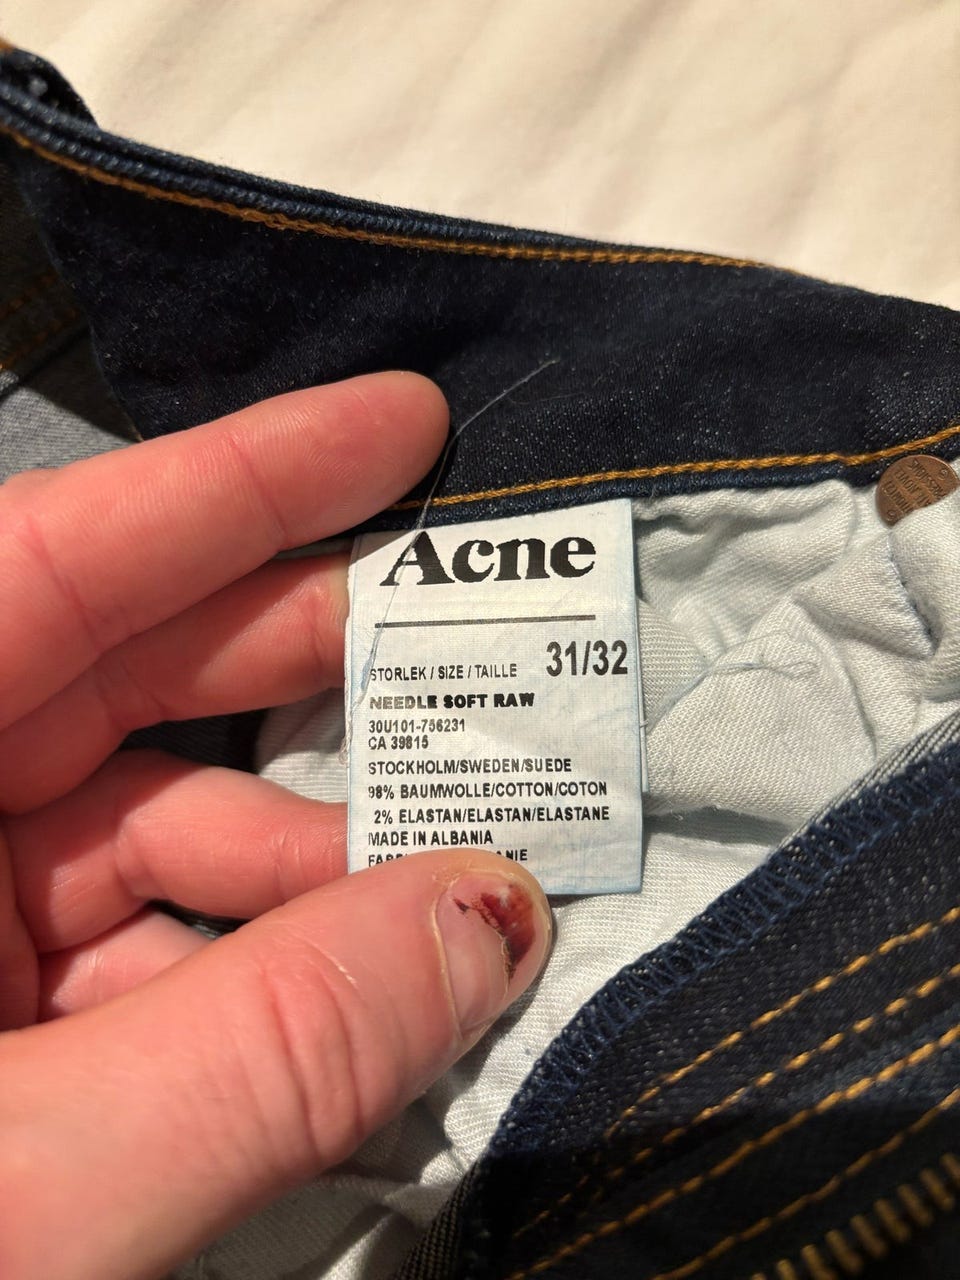 Acne
STORLEK / SIZE / TAILLE 31/32
NEEDLE SOFT RAW
30U101-756231
CA 39815
STOCKHOLM/SWEDEN/SUEDE
98% BAUMWOLLE/COTTON/COTON
2% ELASTAN/ELASTAN/ELASTANE
MADE IN ALBANIA